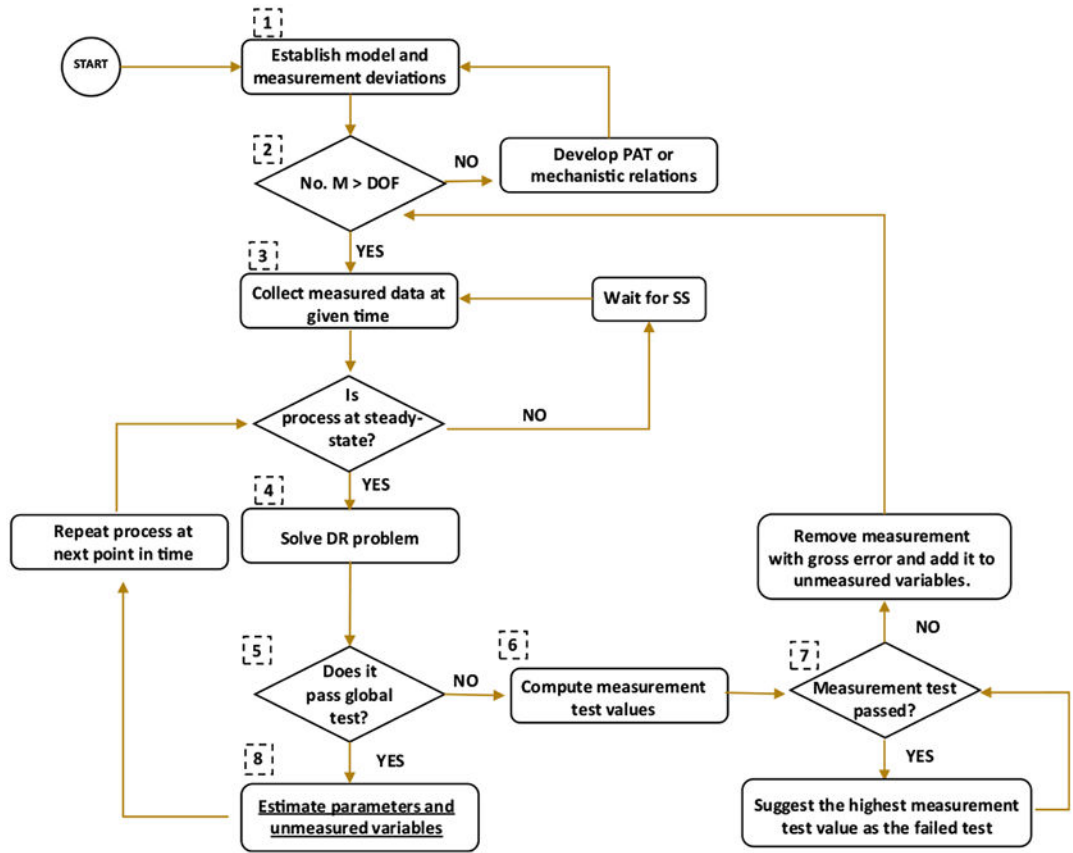 1
START
Establish model and
measurement deviations
2
No. M > DOF
NO
Develop PAT or
mechanistic relations
YES
3
Collect measured data at
given time
Wait for SS
Is
process at steady-
state?
NO
YES
4
Solve DR problem
Repeat process at
next point in time
Remove measurement
with gross error and add it to
unmeasured variables.
NO
5
Does it
pass global
test?
NO
6
Compute measurement
test values
7
Measurement test
passed?
YES
YES
8
Estimate parameters and
unmeasured variables
Suggest the highest measurement
test value as the failed test